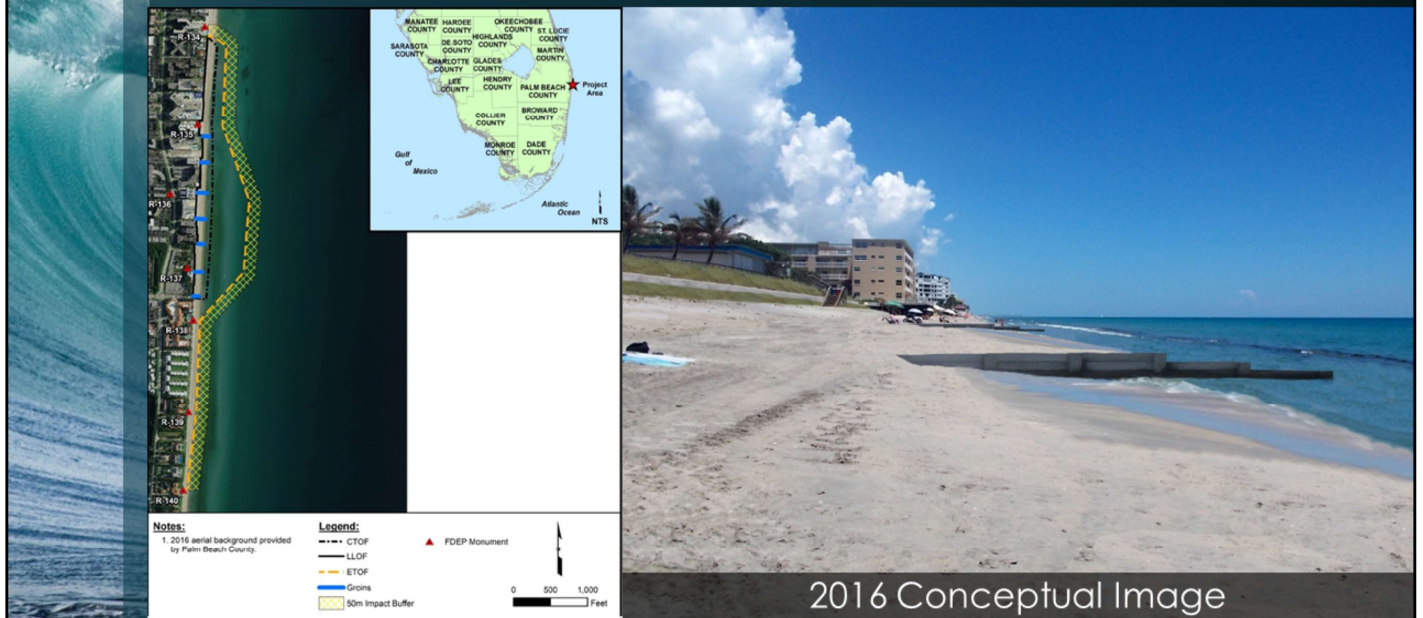 R-134
R-135
R-136
R-137
R-138
R-139
R-140
MANATEE
COUNTY
HARDEE
COUNTY
OKEECHOBEE
COUNTY
ST. LUCIE
COUNTY
HIGHLANDS
COUNTY
SARASOTA
COUNTY
DE SOTO
COUNTY
MARTIN
COUNTY
CHARLOTTE
COUNTY
GLADES
COUNTY
LEE
COUNTY
HENDRY
COUNTY
PALM BEACH
COUNTY
Project
Area
COLLIER
COUNTY
BROWARD
COUNTY
MONROE
COUNTY
DADE
COUNTY
Gulf
of
Mexico
Atlantic
Ocean
NTS
Notes:
1. 2016 aerial background provided
by Palm Beach County.
Legend:
CTOF
LLOF
ETOF
Groins
50m Impact Buffer
FDEP Monument
0 500 1,000
Feet
2016 Conceptual Image